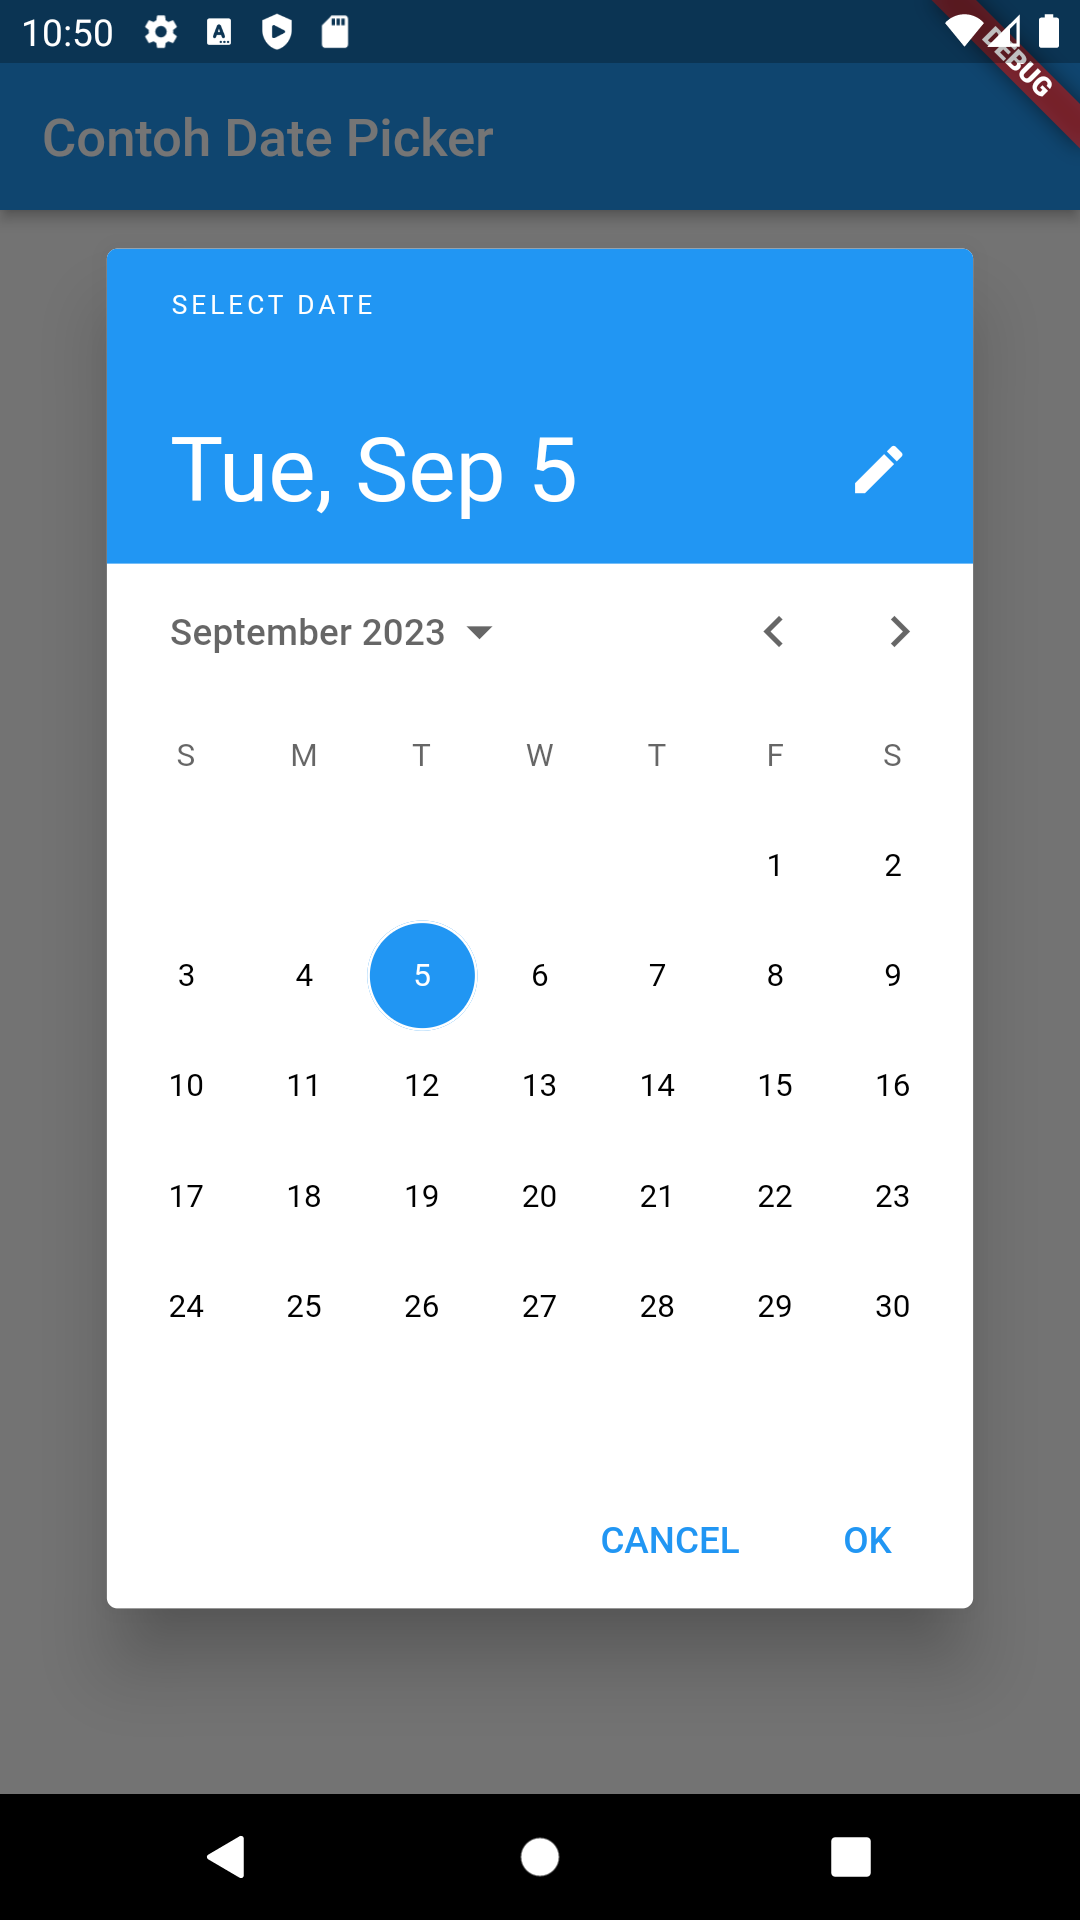 10:50
DEBUG
Contoh Date Picker
SELECT DATE
Tue, Sep 5
September 2023
S M T W T F S
1 2
3 4 5 6 7 8 9
10 11 12 13 14 15 16
17 18 19 20 21 22 23
24 25 26 27 28 29 30
CANCEL OK